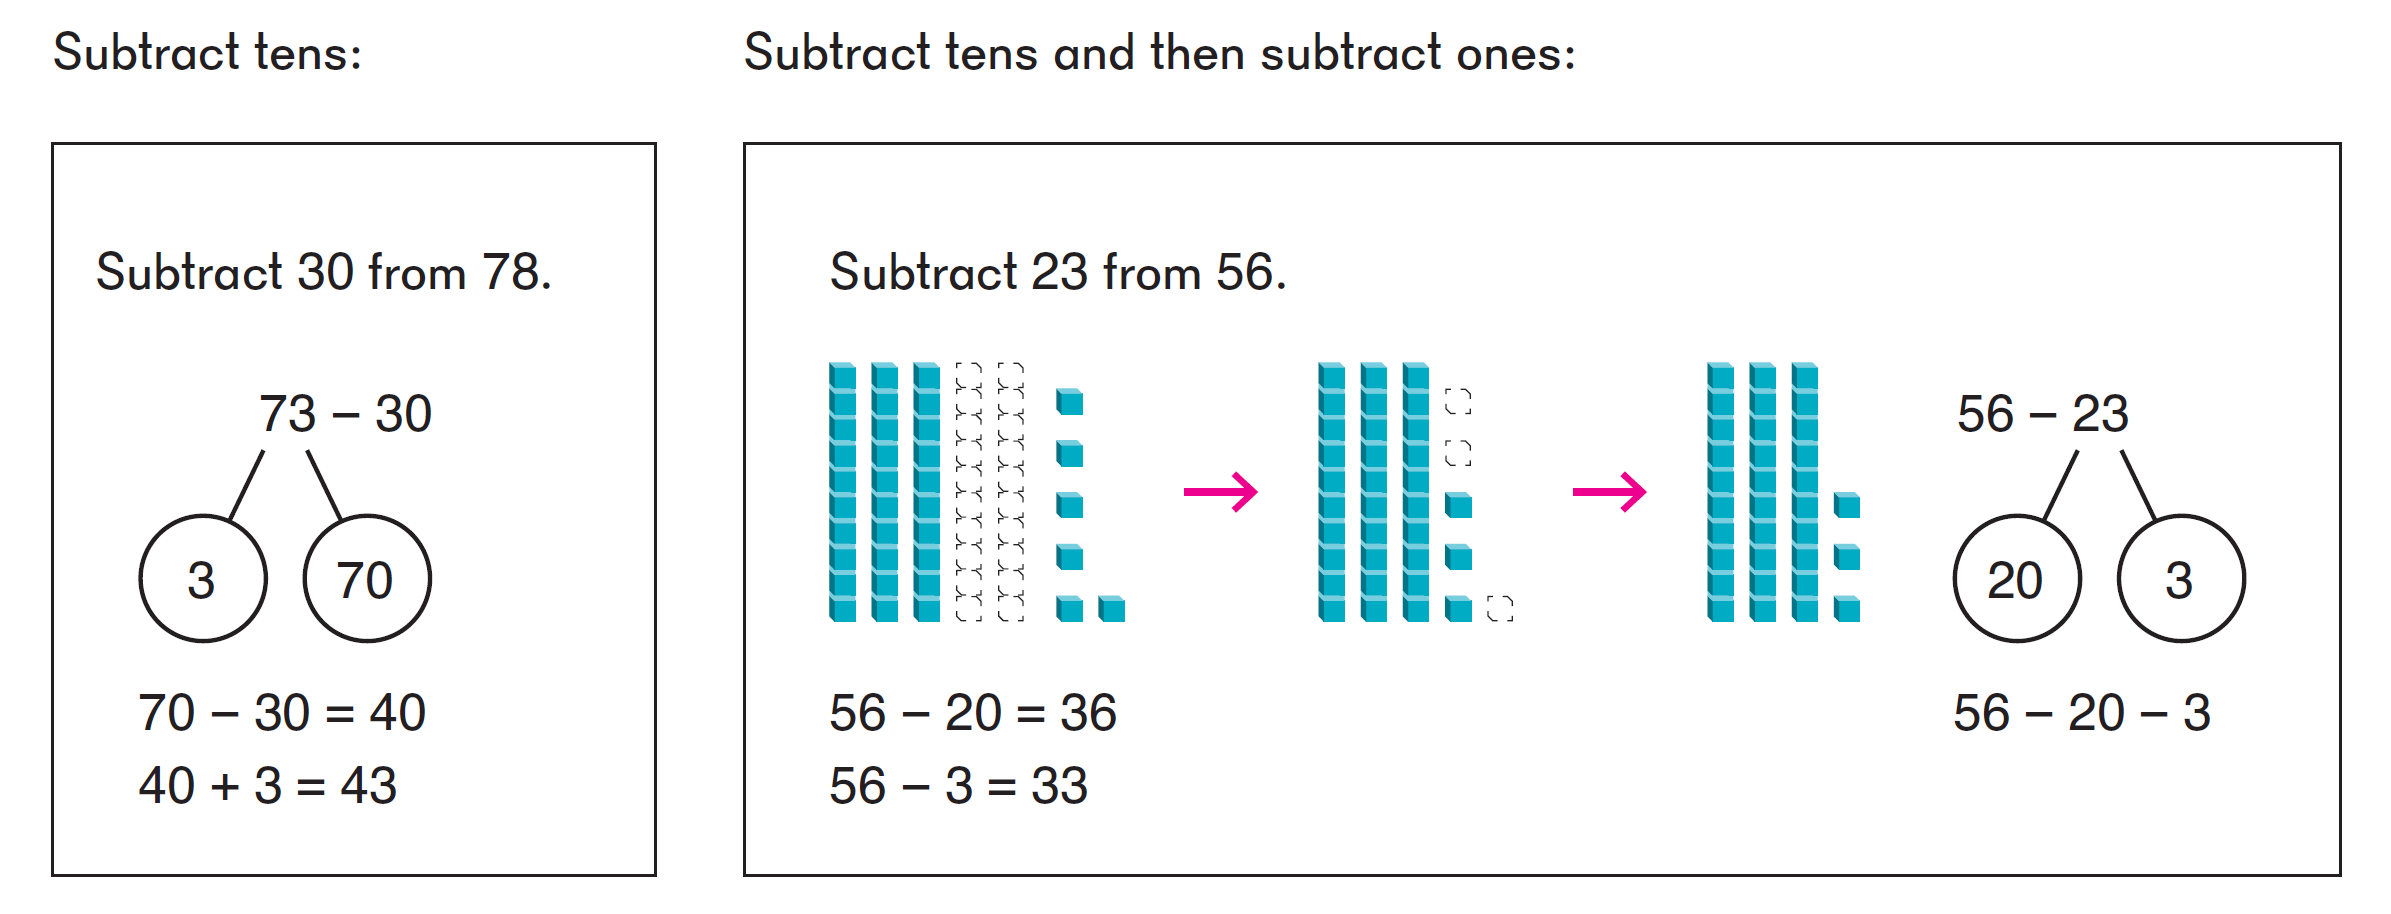 Subtract tens:
Subtract 30 from 78.
73 – 30
3 70
70 – 30 = 40
40 + 3 = 43
Subtract tens and then subtract ones:
Subtract 23 from 56.
56 – 20 = 36
56 – 3 = 33
56 – 23
20 3
56 – 20 – 3